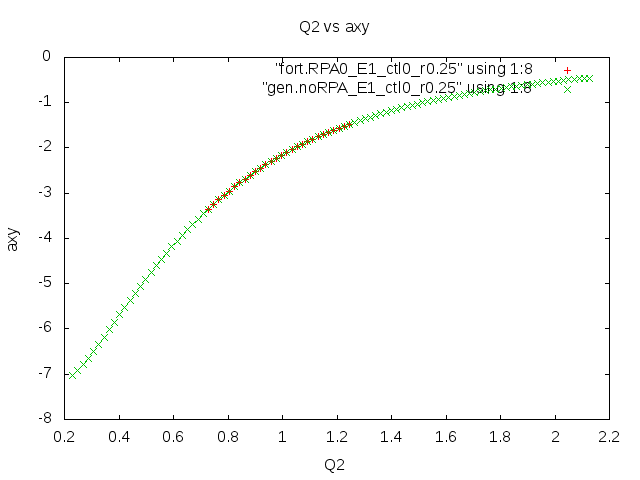 Q2 vs axy
"fort.RPA0_E1_ctl0_r0.25" using 1:8
"gen.noRPA_E1_ctl0_r0.25" using 1:8
0
-1
-2
-3
-4
-5
-6
-7
-8
axy
0.2 0.4 0.6 0.8 1 1.2 1.4 1.6 1.8 2 2.2
Q2